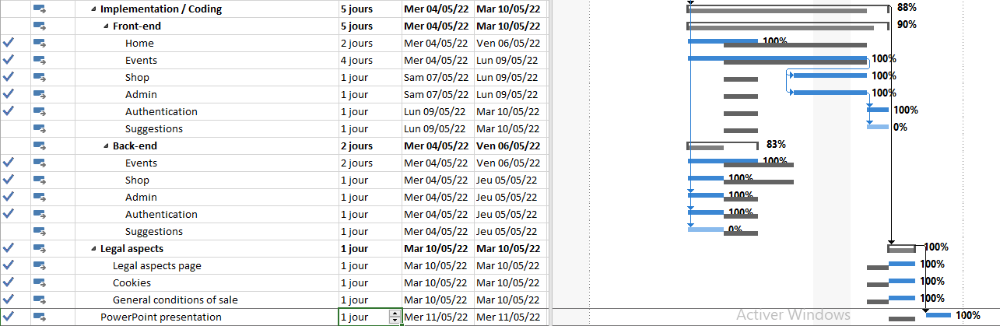 Implementation / Coding 5 jours Mer 04/05/22 Mar 10/05/22 88%
Front-end 5 jours Mer 04/05/22 Mar 10/05/22 90%
Home 2 jours Mer 04/05/22 Ven 06/05/22 100%
Events 4 jours Mer 04/05/22 Lun 09/05/22 100%
Shop 1 jour Sam 07/05/22 Lun 09/05/22 100%
Admin 1 jour Sam 07/05/22 Lun 09/05/22 100%
Authentication 1 jour Lun 09/05/22 Mar 10/05/22 100%
Suggestions 1 jour Lun 09/05/22 Mar 10/05/22 0%
Back-end 2 jours Mer 04/05/22 Ven 06/05/22 83%
Events 2 jours Mer 04/05/22 Ven 06/05/22 100%
Shop 1 jour Mer 04/05/22 Jeu 05/05/22 100%
Admin 1 jour Mer 04/05/22 Jeu 05/05/22 100%
Authentication 1 jour Mer 04/05/22 Jeu 05/05/22 100%
Suggestions 1 jour Mer 04/05/22 Jeu 05/05/22 0%
Legal aspects 1 jour Mar 10/05/22 Mar 10/05/22 100%
Legal aspects page 1 jour Mar 10/05/22 Mar 10/05/22 100%
Cookies 1 jour Mar 10/05/22 Mar 10/05/22 100%
General conditions of sale 1 jour Mar 10/05/22 Mar 10/05/22 100%
PowerPoint presentation 1 jour Mer 11/05/22 Mer 11/05/22 100%
Activer Windows